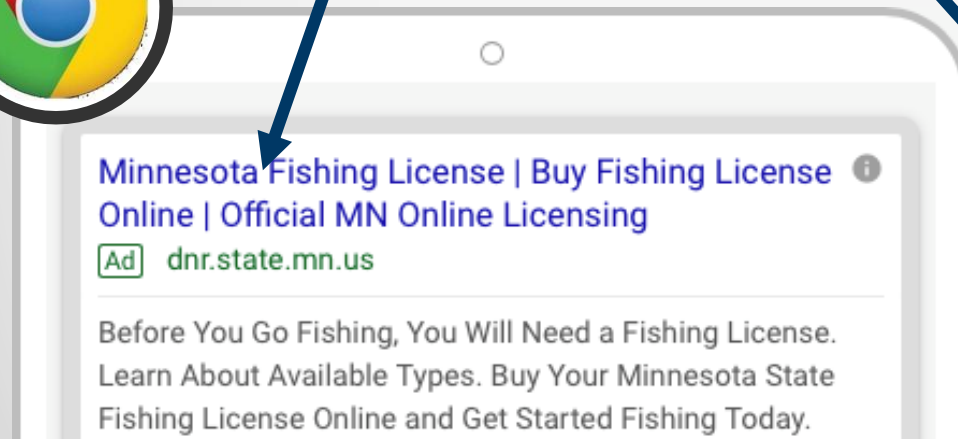 Minnesota Fishing License | Buy Fishing License
Online | Official MN Online Licensing
Ad dnr.state.mn.us
Before You Go Fishing, You Will Need a Fishing License.
Learn About Available Types. Buy Your Minnesota State
Fishing License Online and Get Started Fishing Today.